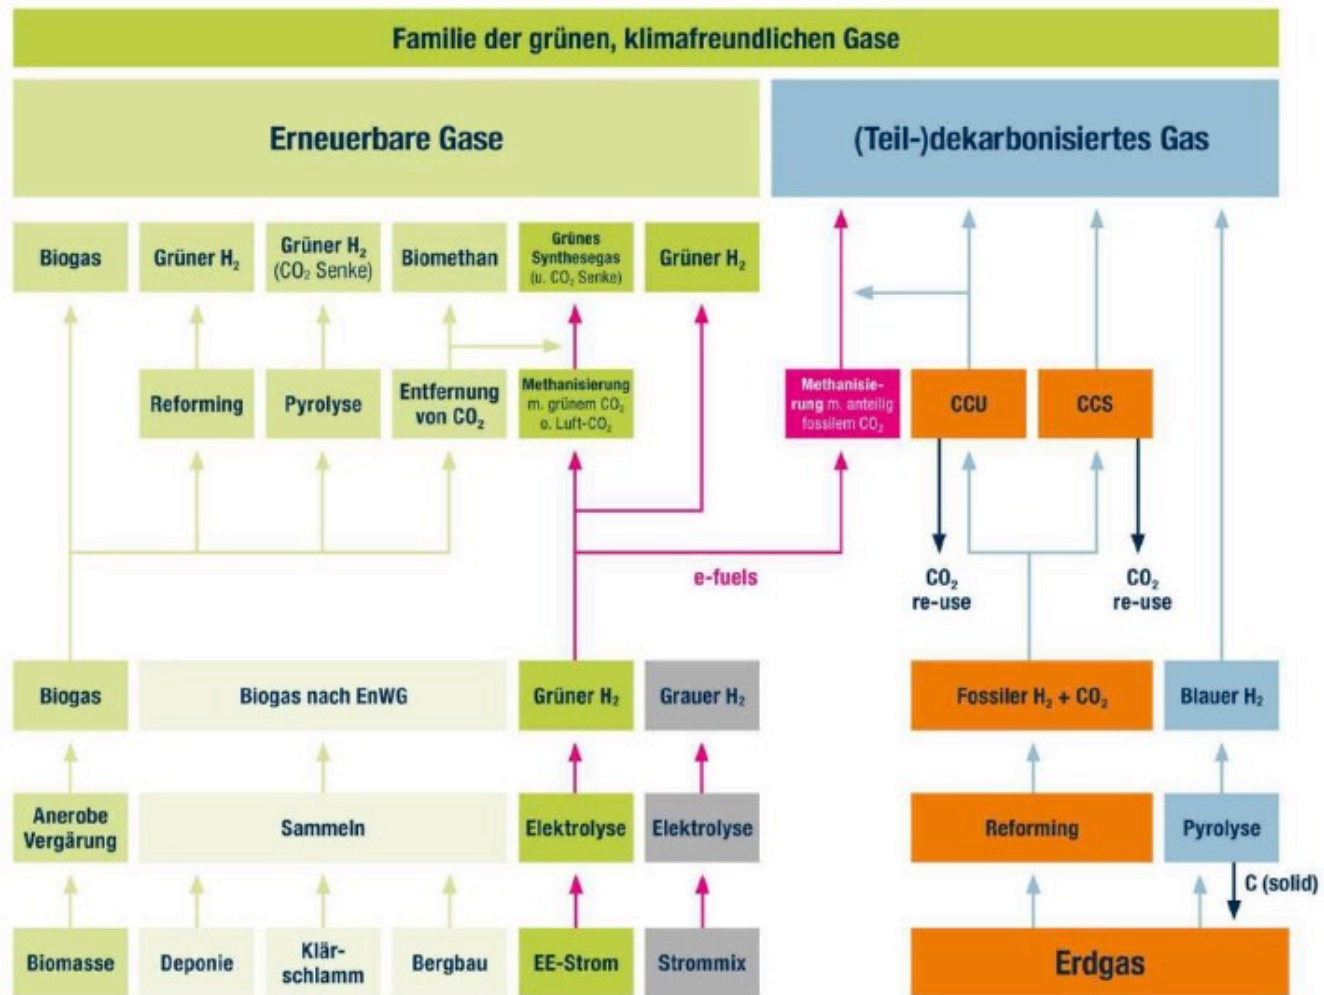 Familie der grünen, klimafreundlichen Gase
Erneuerbare Gase
(Teil-)dekarbonisiertes Gas
Biogas
Grüner H₂
Grüner H₂
(CO₂ Senke)
Biomethan
Grünes
Synthesegas
(u. CO₂ Senke)
Grüner H₂
Reforming
Pyrolyse
Entfernung
von CO₂
Methanisierung
m. grünem CO₂
o. Luft-CO₂
Methanisie-
rung m. anteilig
fossilem CO₂
CCU
CCS
e-fuels
CO₂
re-use
CO₂
re-use
Biogas
Biogas nach EnWG
Grüner H₂
Grauer H₂
Fossiler H₂ + CO₂
Blauer H₂
Anerobe
Vergärung
Sammeln
Elektrolyse
Elektrolyse
Reforming
Pyrolyse
C (solid)
Biomasse
Deponie
Klär-
schlamm
Bergbau
EE-Strom
Strommix
Erdgas